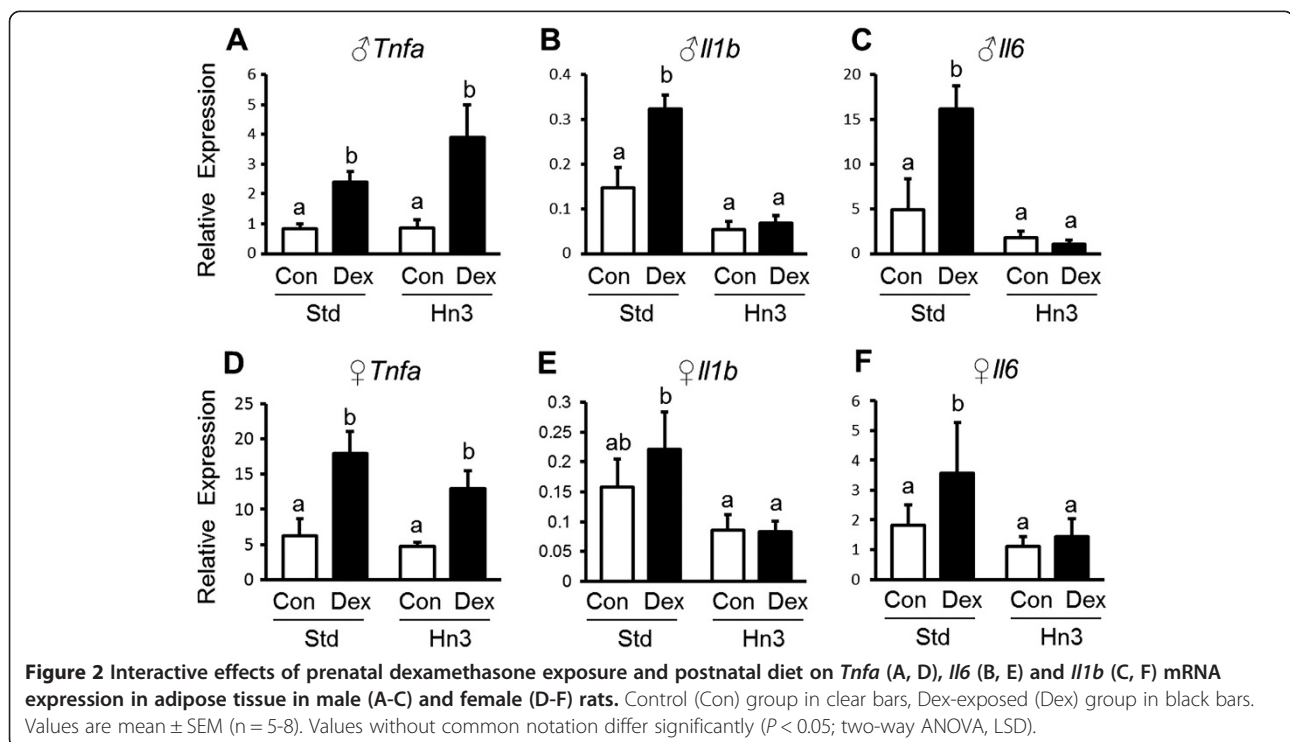 A ♂Tnfa B ♂Il1b C ♂Il6
Relative Expression
6
5
4
3
2
1
0
a b a b
Con Dex Con Dex
Std Hn3
0.4
0.3
0.2
0.1
0
a b a a
Con Dex Con Dex
Std Hn3
20
15
10
5
0
a b a a
Con Dex Con Dex
Std Hn3
D ♀Tnfa E ♀Il1b F ♀Il6
Relative Expression
25
20
15
10
5
0
a b a b
Con Dex Con Dex
Std Hn3
0.3
0.25
0.2
0.15
0.1
0.05
0
ab b a a
Con Dex Con Dex
Std Hn3
6
5
4
3
2
1
0
a b a a
Con Dex Con Dex
Std Hn3
Figure 2 Interactive effects of prenatal dexamethasone exposure and postnatal diet on Tnfa (A, D), Il6 (B, E) and Il1b (C, F) mRNA
expression in adipose tissue in male (A-C) and female (D-F) rats. Control (Con) group in clear bars, Dex-exposed (Dex) group in black bars.
Values are mean ± SEM (n = 5-8). Values without common notation differ significantly (P < 0.05; two-way ANOVA, LSD).